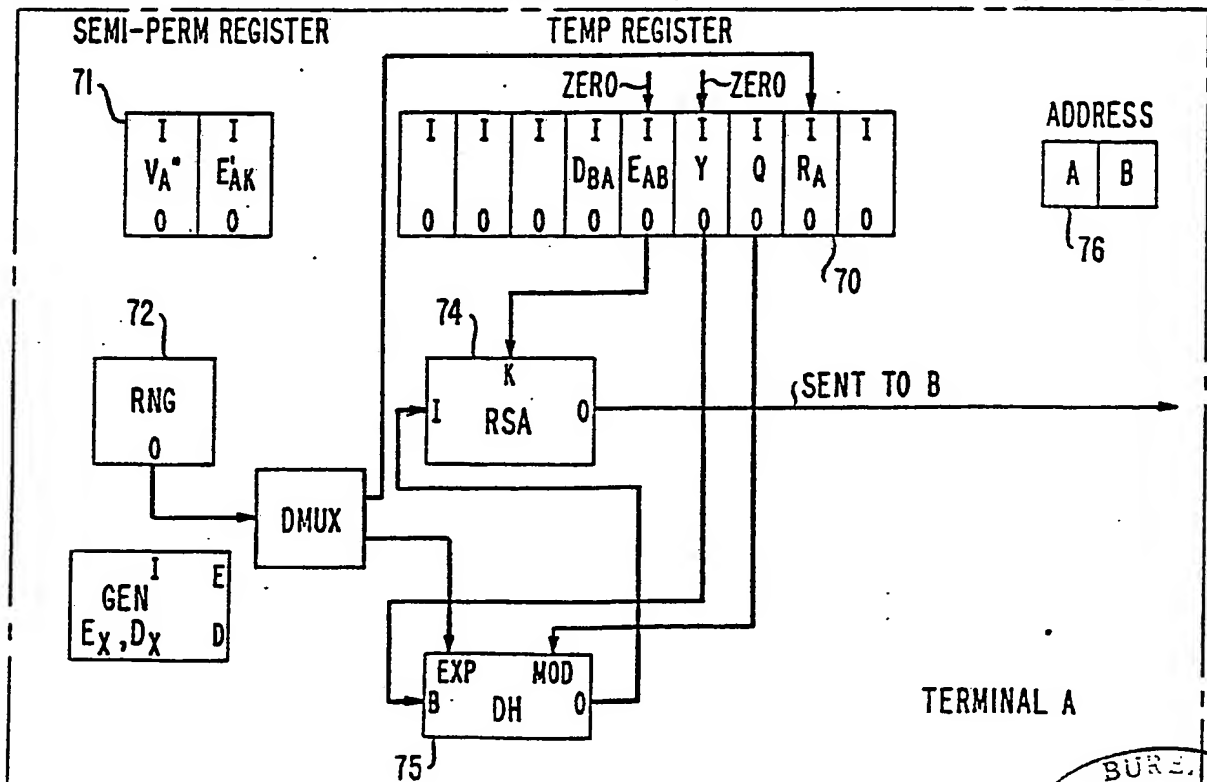 SEMI-PERM REGISTER
TEMP REGISTER
71
ZERO
ZERO
ADDRESS
I I
V_A" E'_AK
0 0
I I I I I I I I I
D_BA E_AB Y Q R_A
0 0 0 0 0 0 0 0 0
A B
76
70
72
74
RNG
0
K
I RSA 0
SENT TO B
DMUX
I E
GEN
E_X, D_X D
EXP MOD
B DH 0
75
TERMINAL A